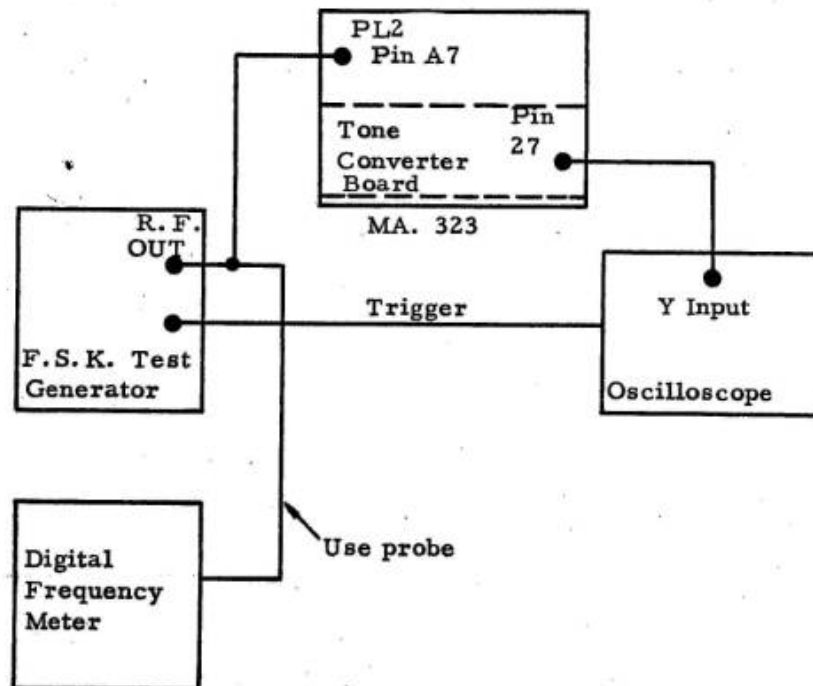 PL2
Pin A7
Pin
27
Tone
Converter
Board
MA. 323
R. F.
OUT
F.S.K. Test
Generator
Trigger
Y Input
Oscilloscope
Digital
Frequency
Meter
Use probe